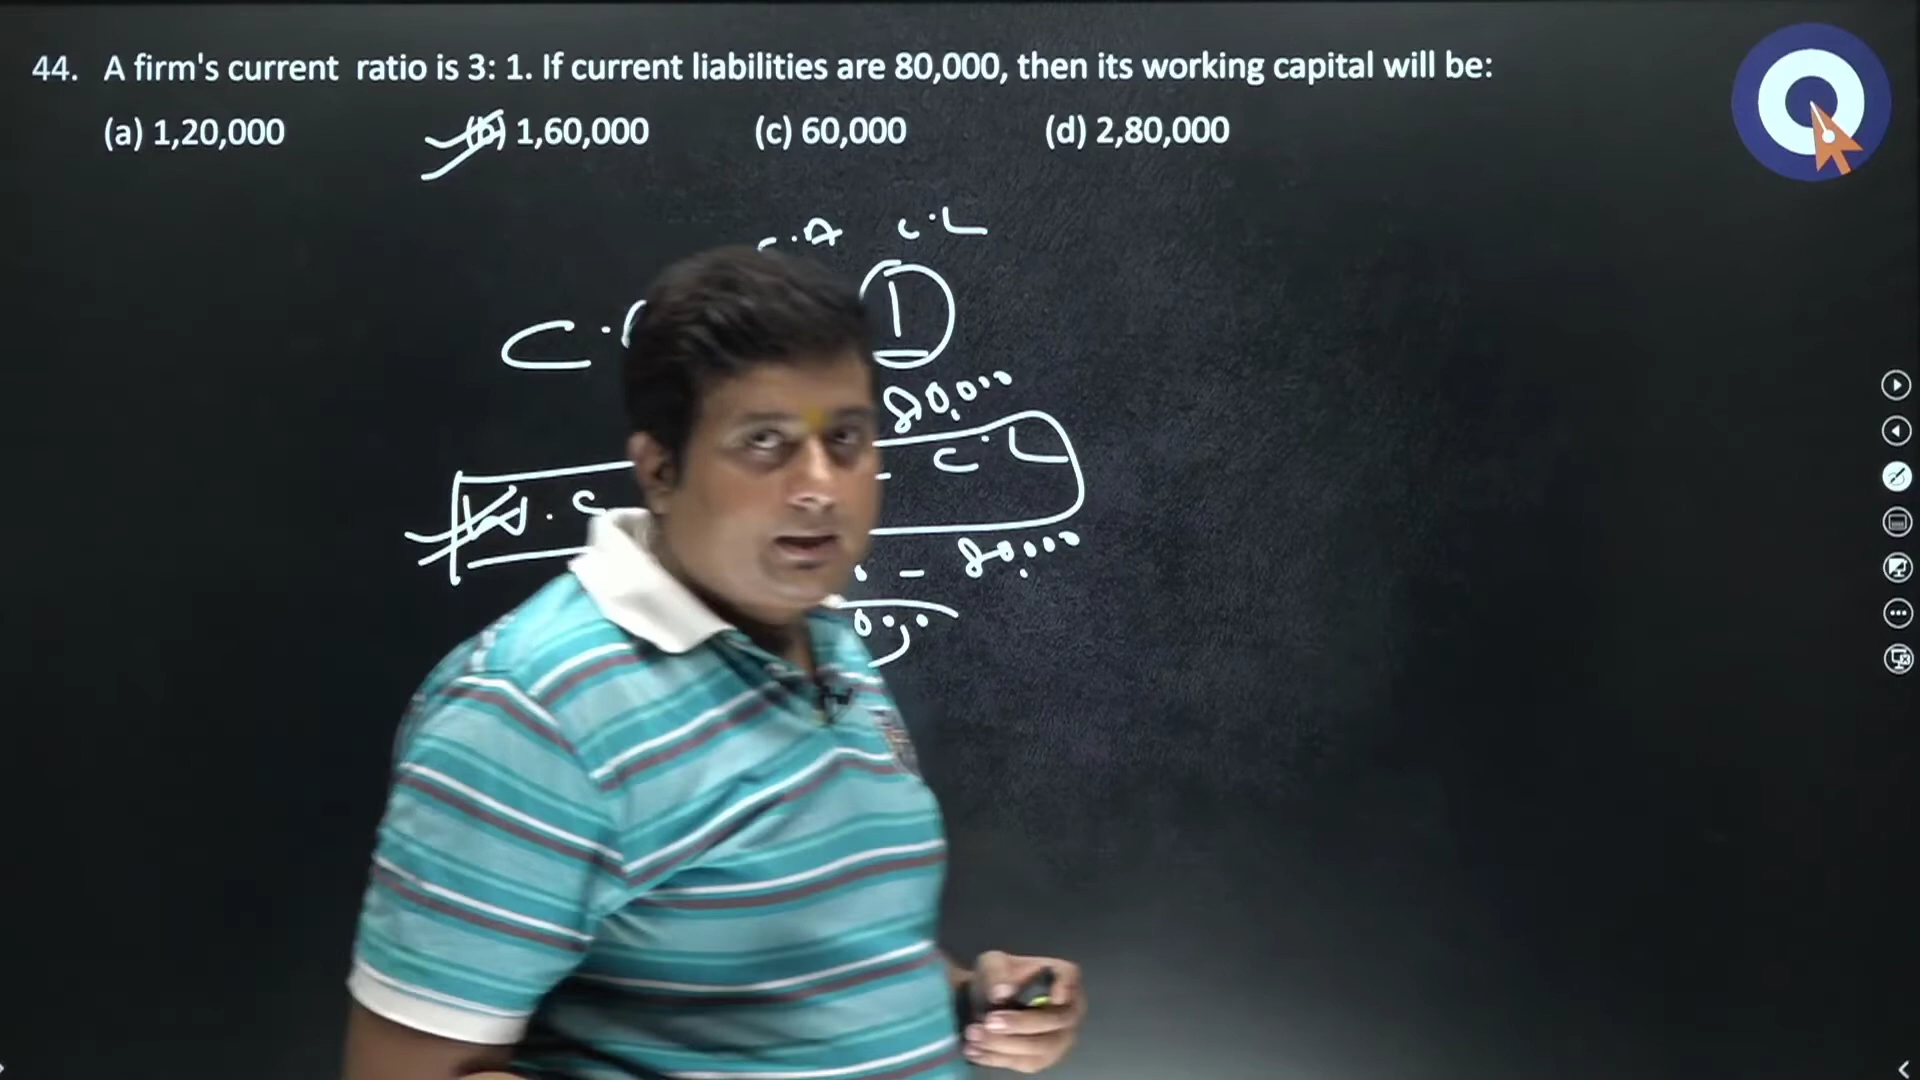 44. A firm's current ratio is 3: 1. If current liabilities are 80,000, then its working capital will be:
(a) 1,20,000 (b) 1,60,000 (c) 60,000 (d) 2,80,000
C.A C.L
C. 1
80,000
W.C - C.L
- 80,000